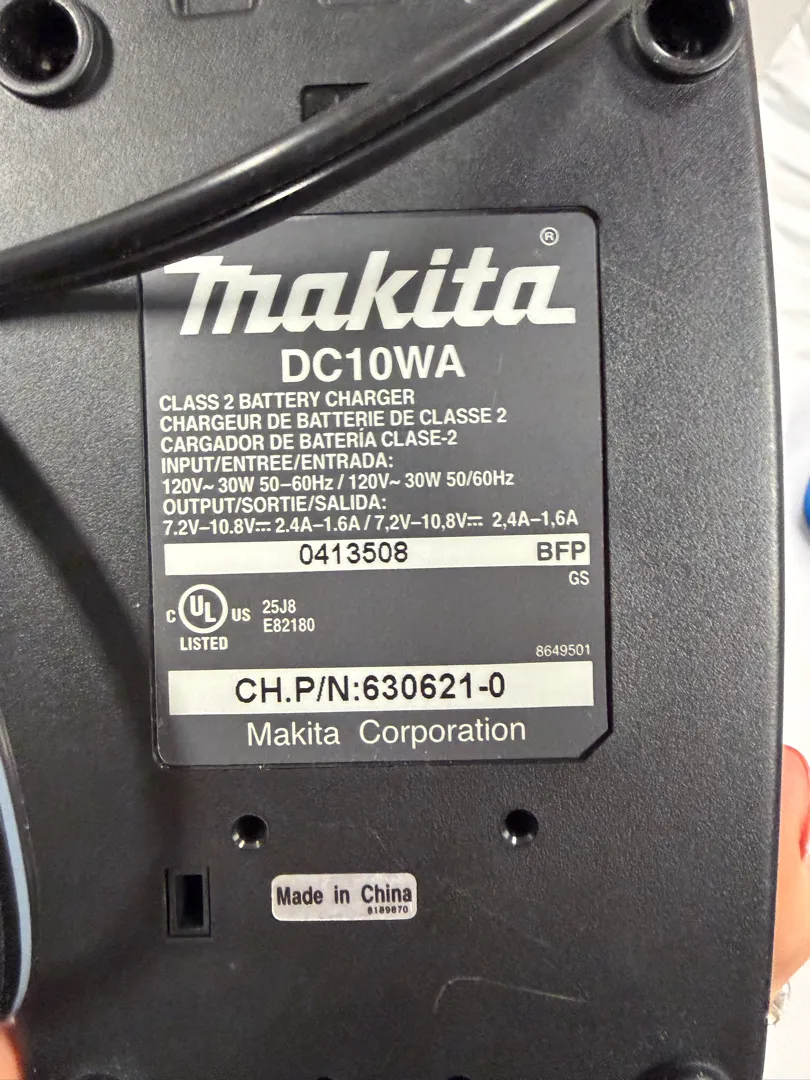 makita®
DC10WA
CLASS 2 BATTERY CHARGER
CHARGEUR DE BATTERIE DE CLASSE 2
CARGADOR DE BATERÍA CLASE-2
INPUT/ENTREE/ENTRADA:
120V~ 30W 50–60Hz / 120V~ 30W 50/60Hz
OUTPUT/SORTIE/SALIDA:
7.2V–10.8V⎓ 2.4A–1.6A / 7,2V–10,8V⎓ 2,4A–1,6A
0413508 BFP
GS
C UL US 25J8
E82180
LISTED
8649501
CH.P/N:630621-0
Makita Corporation
Made in China
8189870